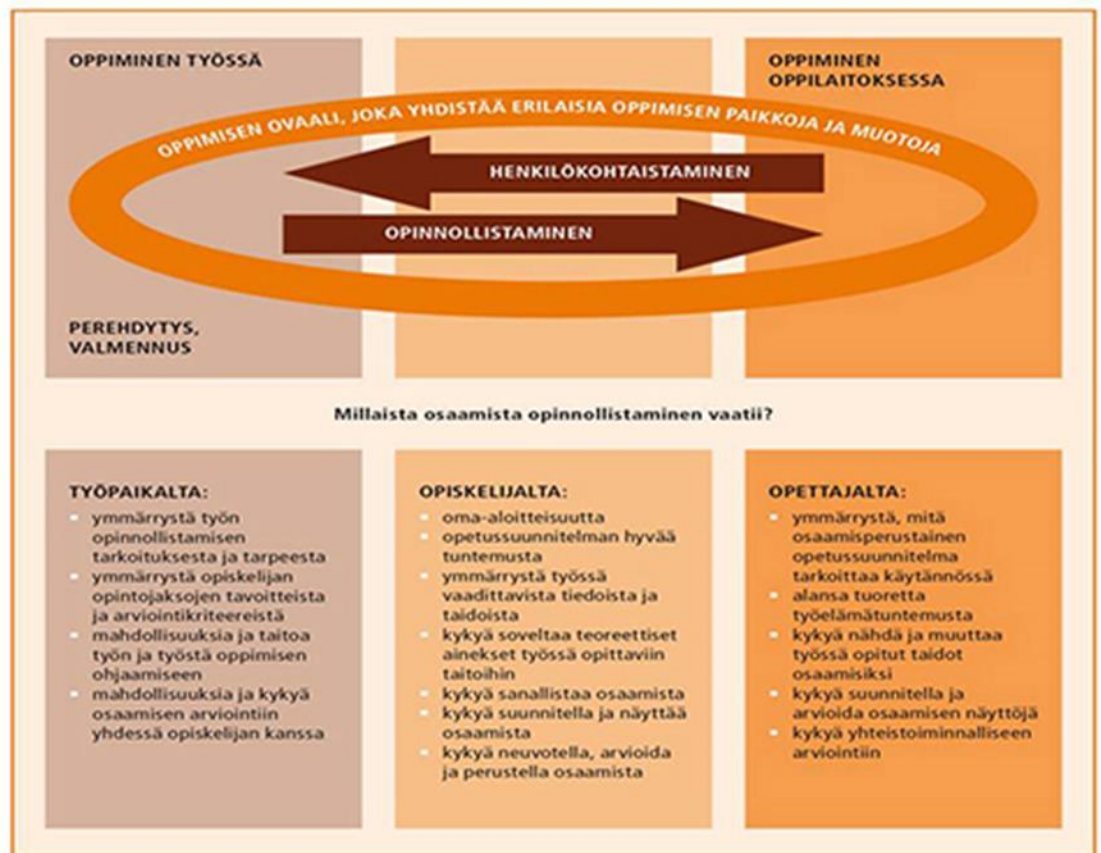 OPPIMINEN TYÖSSÄ
OPPIMINEN
OPPILAITOKSESSA
OPPIMISEN OVAALI, JOKA YHDISTÄÄ ERILAISIA OPPIMISEN PAIKKOJA JA MUOTOJA
HENKILÖKOHTAISTAMINEN
OPINNOLLISTAMINEN
PEREHDYTYS,
VALMENNUS
Millaista osaamista opinnollistaminen vaatii?
TYÖPAIKALTA:
ymmärrystä työn
opinnollistamisen
tarkoituksesta ja tarpeesta
ymmärrystä opiskelijan
opintojaksojen tavoitteista
ja arviointikriteereistä
mahdollisuuksia ja taitoa
työn ja työstä oppimisen
ohjaamiseen
mahdollisuuksia ja kykyä
osaamisen arviointiin
yhdessä opiskelijan kanssa
OPISKELIJALTA:
oma-aloitteisuutta
opetussuunnitelman hyvää
tuntemusta
ymmärrystä työssä
vaadittavista tiedoista ja
taidoista
kykyä soveltaa teoreettiset
ainekset työssä opittaviin
taitoihin
kykyä sanallistaa osaamista
kykyä suunnitella ja näyttää
osaamista
kykyä neuvotella, arvioida
ja perustella osaamista
OPETTAJALTA:
ymmärrystä, mitä
osaamisperustainen
opetussuunnitelma
tarkoittaa käytännössä
alansa tuoretta
työelämätuntemusta
kykyä nähdä ja muuttaa
työssä opitut taidot
osaamisiksi
kykyä suunnitella ja
arvioida osaamisen näyttöjä
kykyä yhteistoiminnalliseen
arviointiin